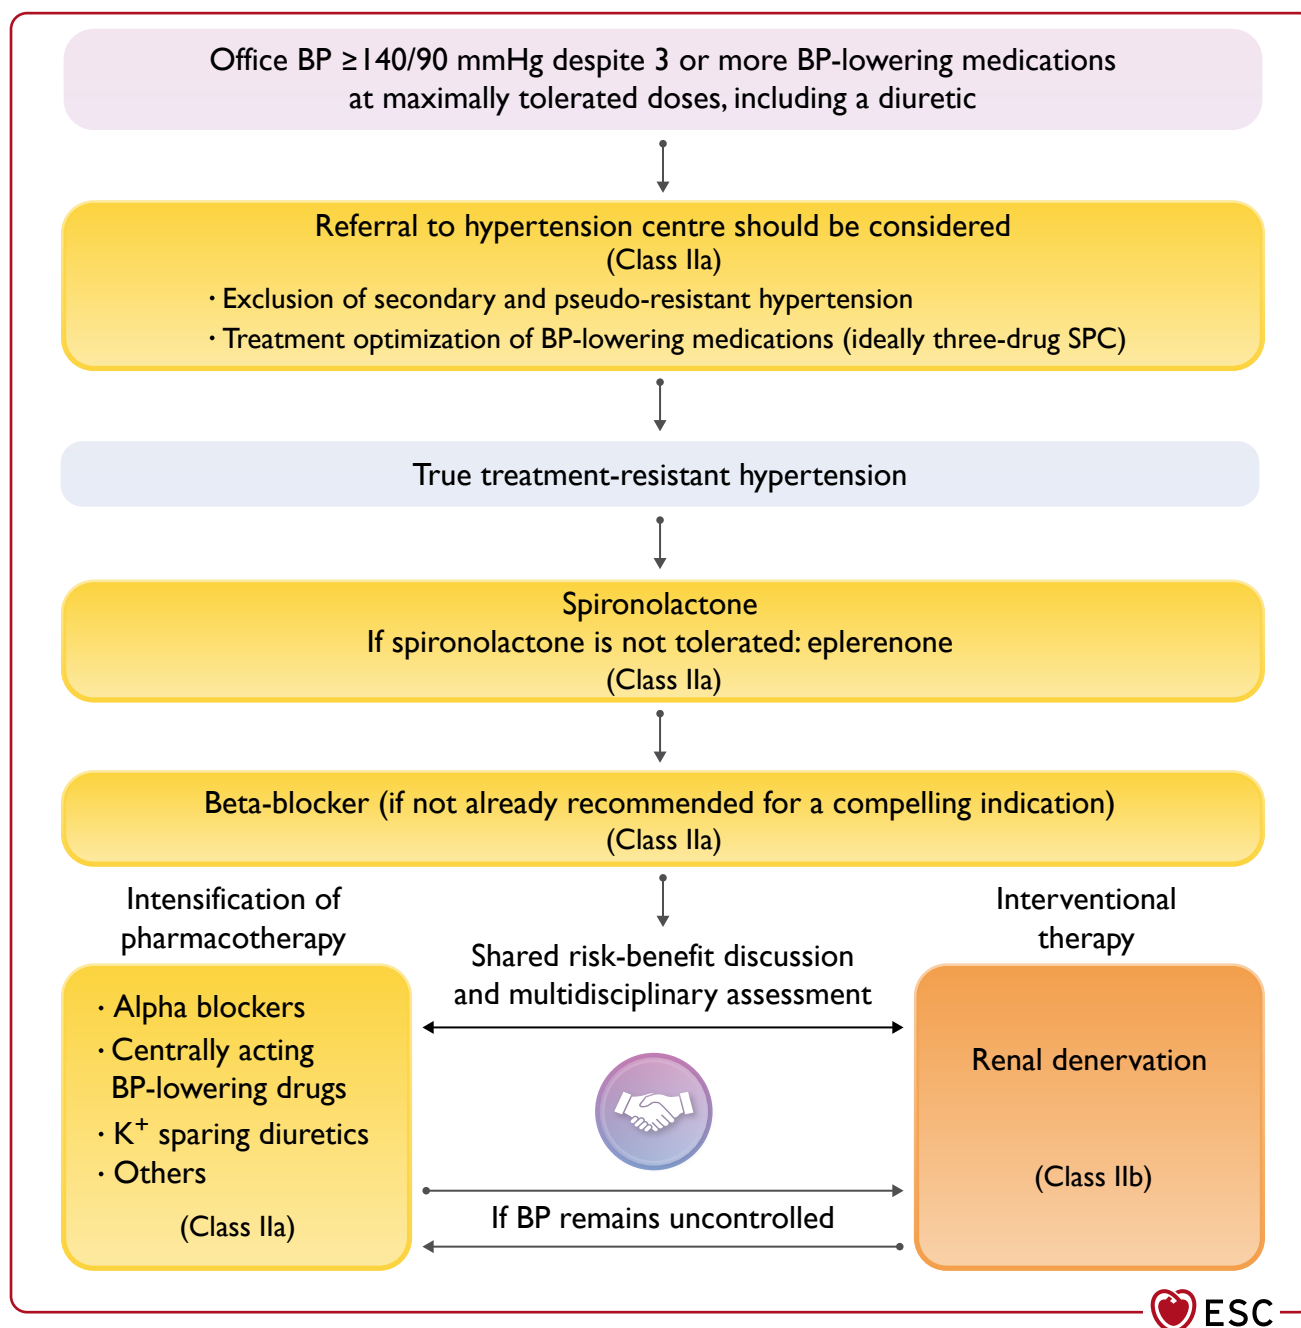 Office BP ≥140/90 mmHg despite 3 or more BP-lowering medications
at maximally tolerated doses, including a diuretic
Referral to hypertension centre should be considered
(Class IIa)
· Exclusion of secondary and pseudo-resistant hypertension
· Treatment optimization of BP-lowering medications (ideally three-drug SPC)
True treatment-resistant hypertension
Spironolactone
If spironolactone is not tolerated: eplerenone
(Class IIa)
Beta-blocker (if not already recommended for a compelling indication)
(Class IIa)
Intensification of
pharmacotherapy
· Alpha blockers
· Centrally acting
BP-lowering drugs
· K⁺ sparing diuretics
· Others
(Class IIa)
Shared risk-benefit discussion
and multidisciplinary assessment
If BP remains uncontrolled
Interventional
therapy
Renal denervation
(Class IIb)
ESC